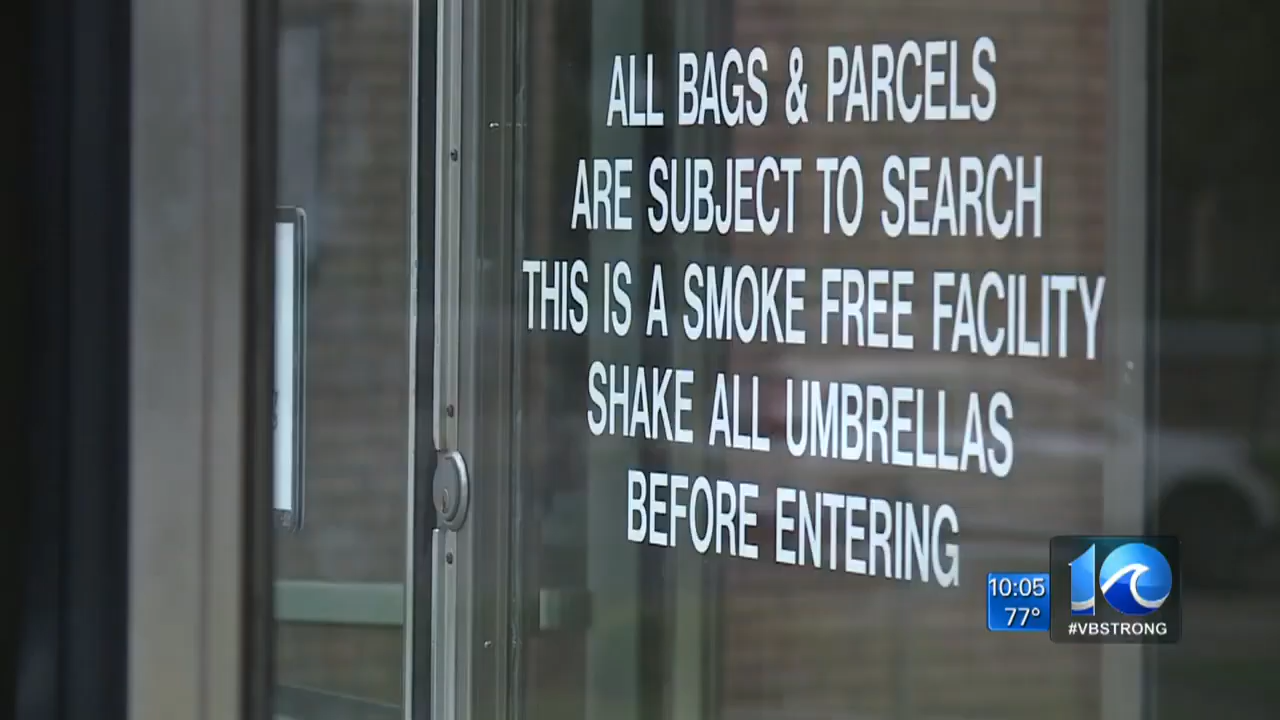 ALL BAGS & PARCELS
ARE SUBJECT TO SEARCH
THIS IS A SMOKE FREE FACILITY
SHAKE ALL UMBRELLAS
BEFORE ENTERING
10:05
77°
10
#VBSTRONG